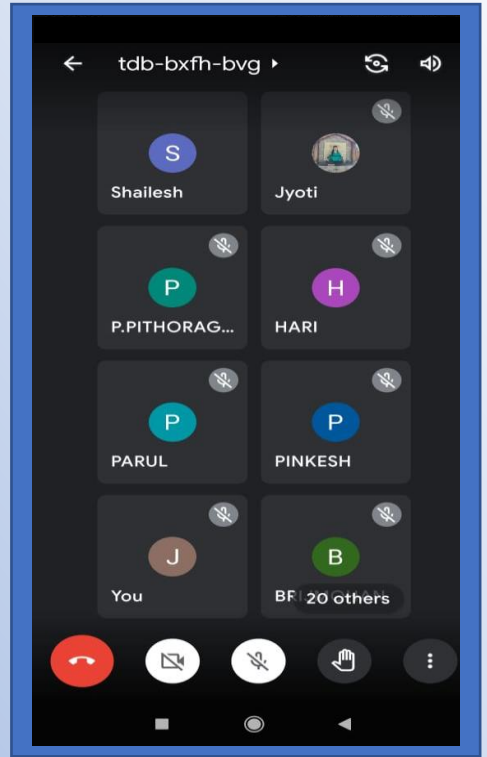 tdb-bxfh-bvg
S
Shailesh
Jyoti
P
P.PITHORAG...
H
HARI
P
PARUL
P
PINKESH
J
You
B
20 others